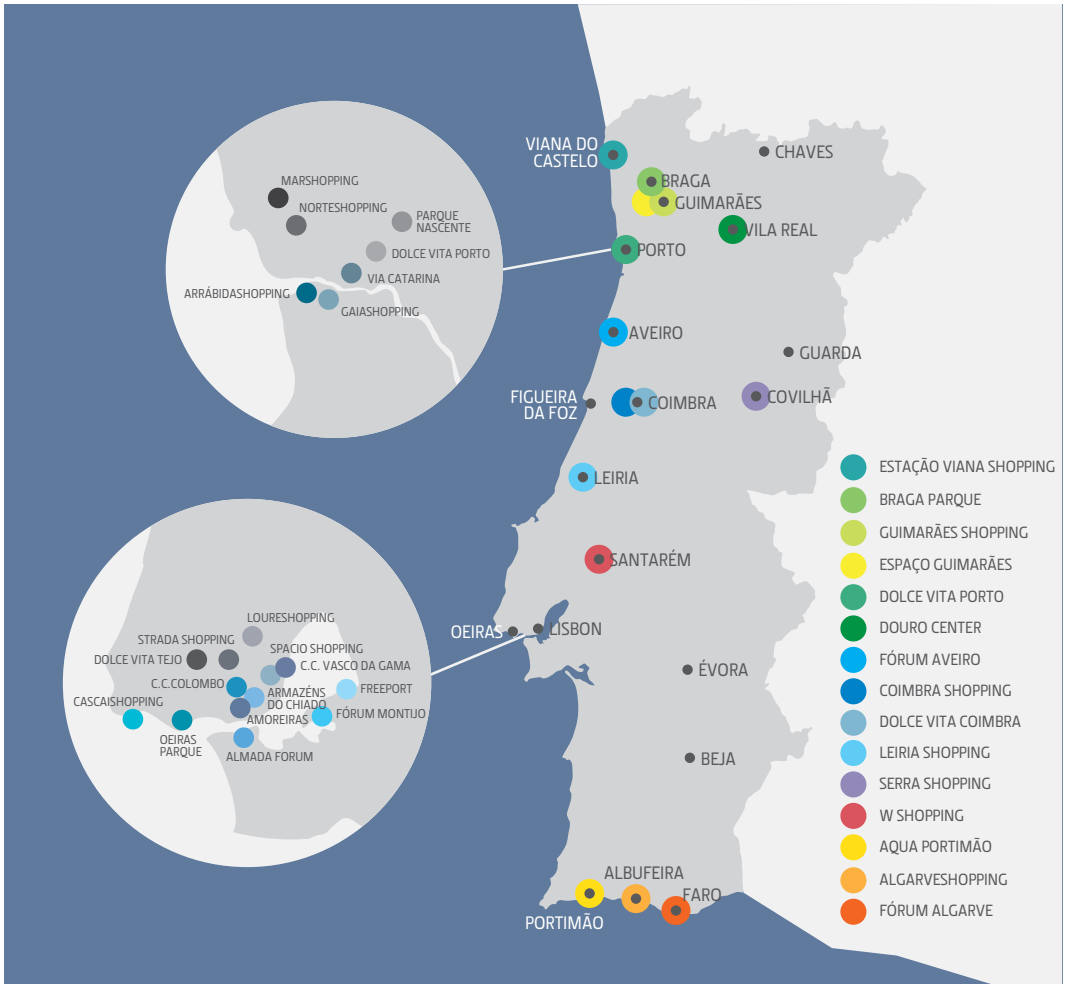 VIANA DO
CASTELO
CHAVES
BRAGA
GUIMARÃES
VILA REAL
PORTO
AVEIRO
GUARDA
FIGUEIRA
DA FOZ
COIMBRA
COVILHÃ
LEIRIA
SANTARÉM
OEIRAS
LISBON
ÉVORA
BEJA
ALBUFEIRA
FARO
PORTIMÃO
MARSHOPPING
NORTESHOPPING
PARQUE
NASCENTE
DOLCE VITA PORTO
VIA CATARINA
ARRÁBIDASHOPPING
GAIASHOPPING
LOURESHOPPING
STRADA SHOPPING
SPACIO SHOPPING
DOLCE VITA TEJO
C.C. VASCO DA GAMA
C.C.COLOMBO
ARMAZÉNS
DO CHIADO
FREEPORT
CASCAISHOPPING
AMOREIRAS
FÓRUM MONTIJO
OEIRAS
PARQUE
ALMADA FORUM
ESTAÇÃO VIANA SHOPPING
BRAGA PARQUE
GUIMARÃES SHOPPING
ESPAÇO GUIMARÃES
DOLCE VITA PORTO
DOURO CENTER
FÓRUM AVEIRO
COIMBRA SHOPPING
DOLCE VITA COIMBRA
LEIRIA SHOPPING
SERRA SHOPPING
W SHOPPING
AQUA PORTIMÃO
ALGARVESHOPPING
FÓRUM ALGARVE